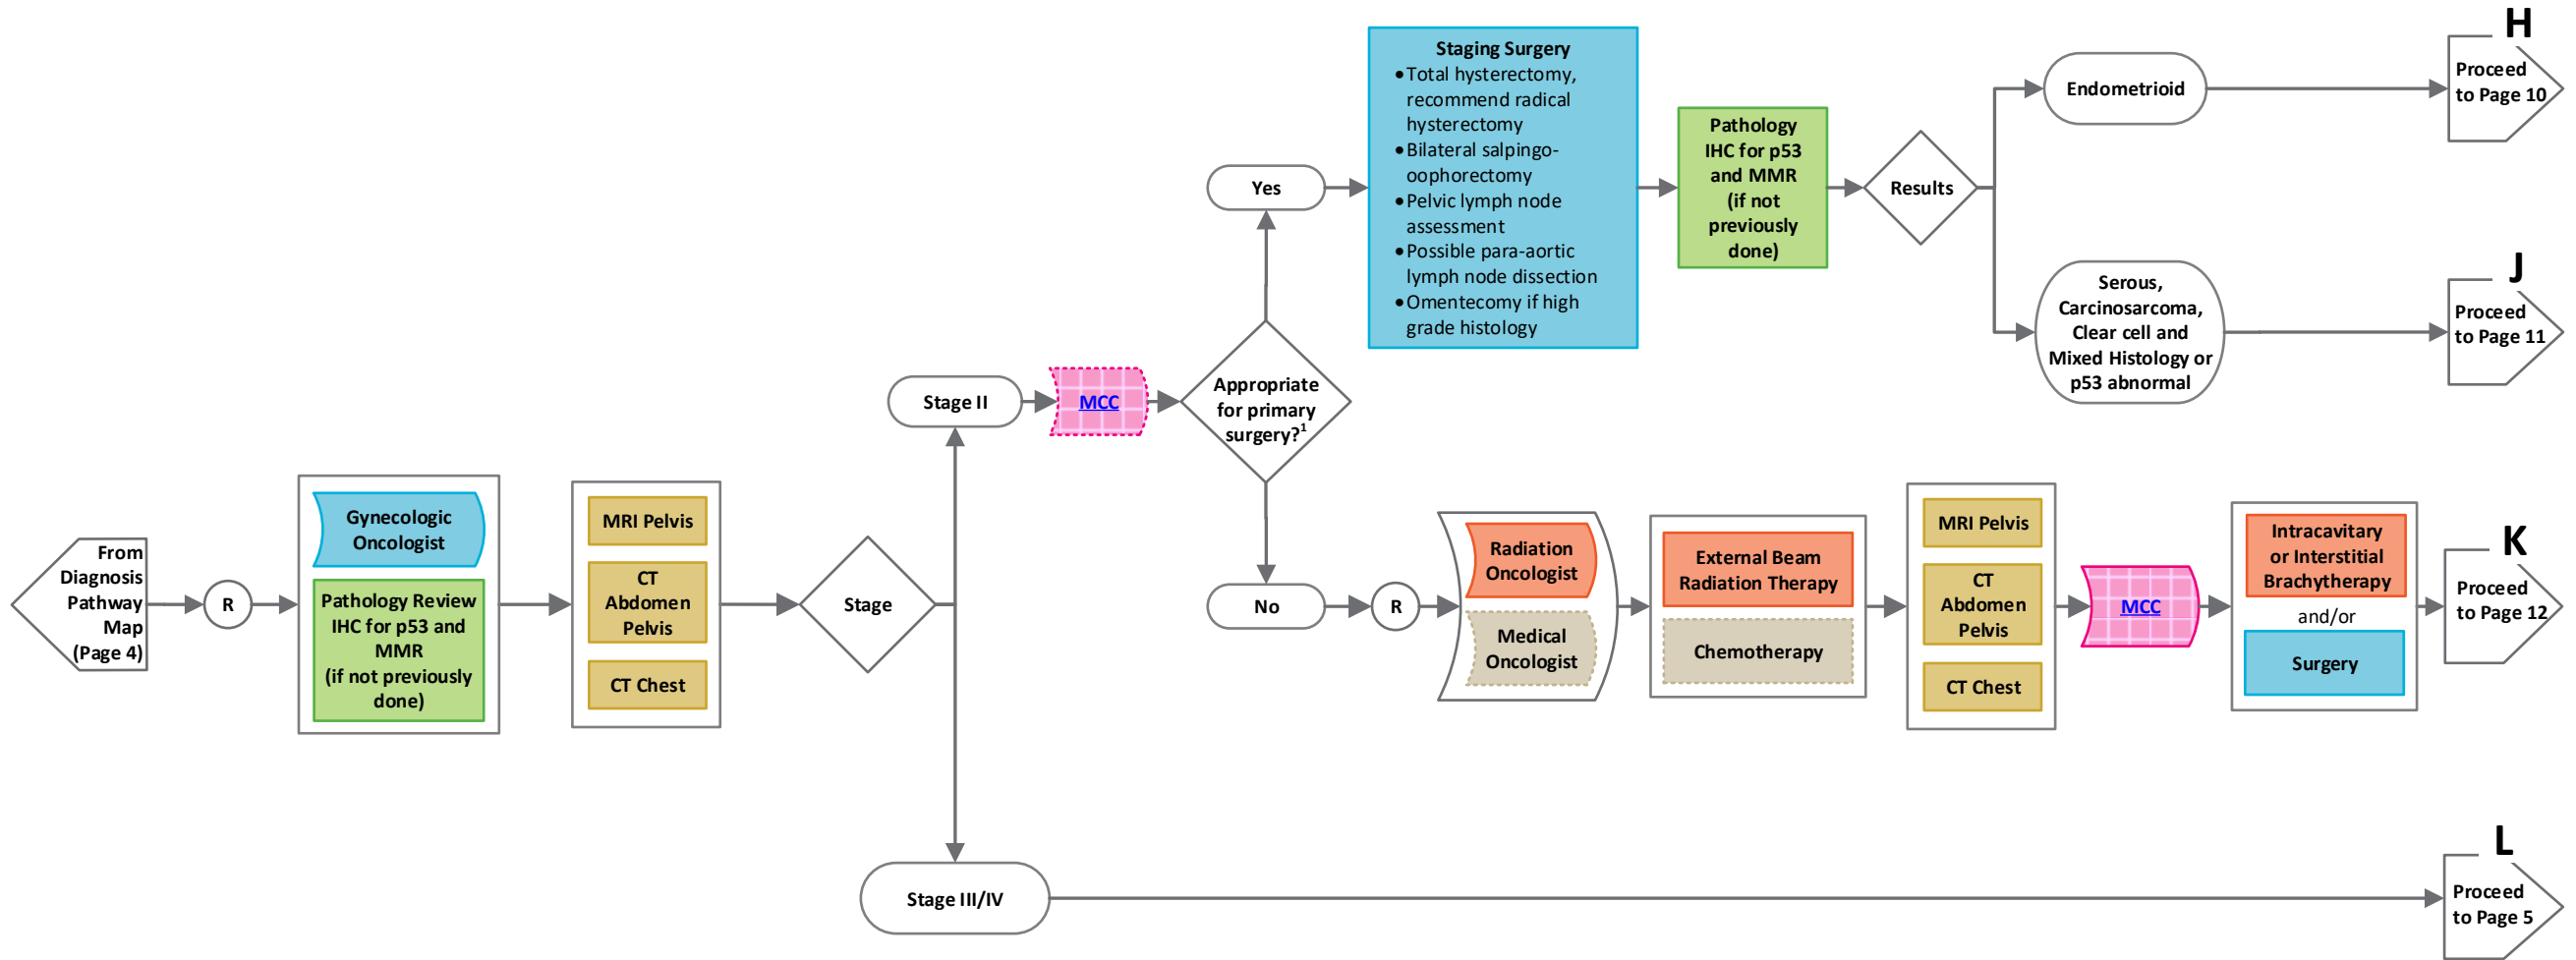 From
Diagnosis
Pathway
Map
(Page 4)
R
Gynecologic
Oncologist
Pathology Review
IHC for p53 and
MMR
(if not previously
done)
MRI Pelvis
CT
Abdomen
Pelvis
CT Chest
Stage
Stage II
MCC
Appropriate
for primary
surgery?1
Yes
Staging Surgery
•Total hysterectomy,
recommend radical
hysterectomy
•Bilateral salpingo-
oophorectomy
•Pelvic lymph node
assessment
•Possible para-aortic
lymph node dissection
•Omentecomy if high
grade histology
Pathology
IHC for p53
and MMR
(if not
previously
done)
Results
Endometrioid
H
Proceed
to Page 10
Serous,
Carcinosarcoma,
Clear cell and
Mixed Histology or
p53 abnormal
J
Proceed
to Page 11
No
R
Radiation
Oncologist
Medical
Oncologist
External Beam
Radiation Therapy
Chemotherapy
MRI Pelvis
CT
Abdomen
Pelvis
CT Chest
MCC
Intracavitary
or Interstitial
Brachytherapy
and/or
Surgery
K
Proceed
to Page 12
Stage III/IV
L
Proceed
to Page 5